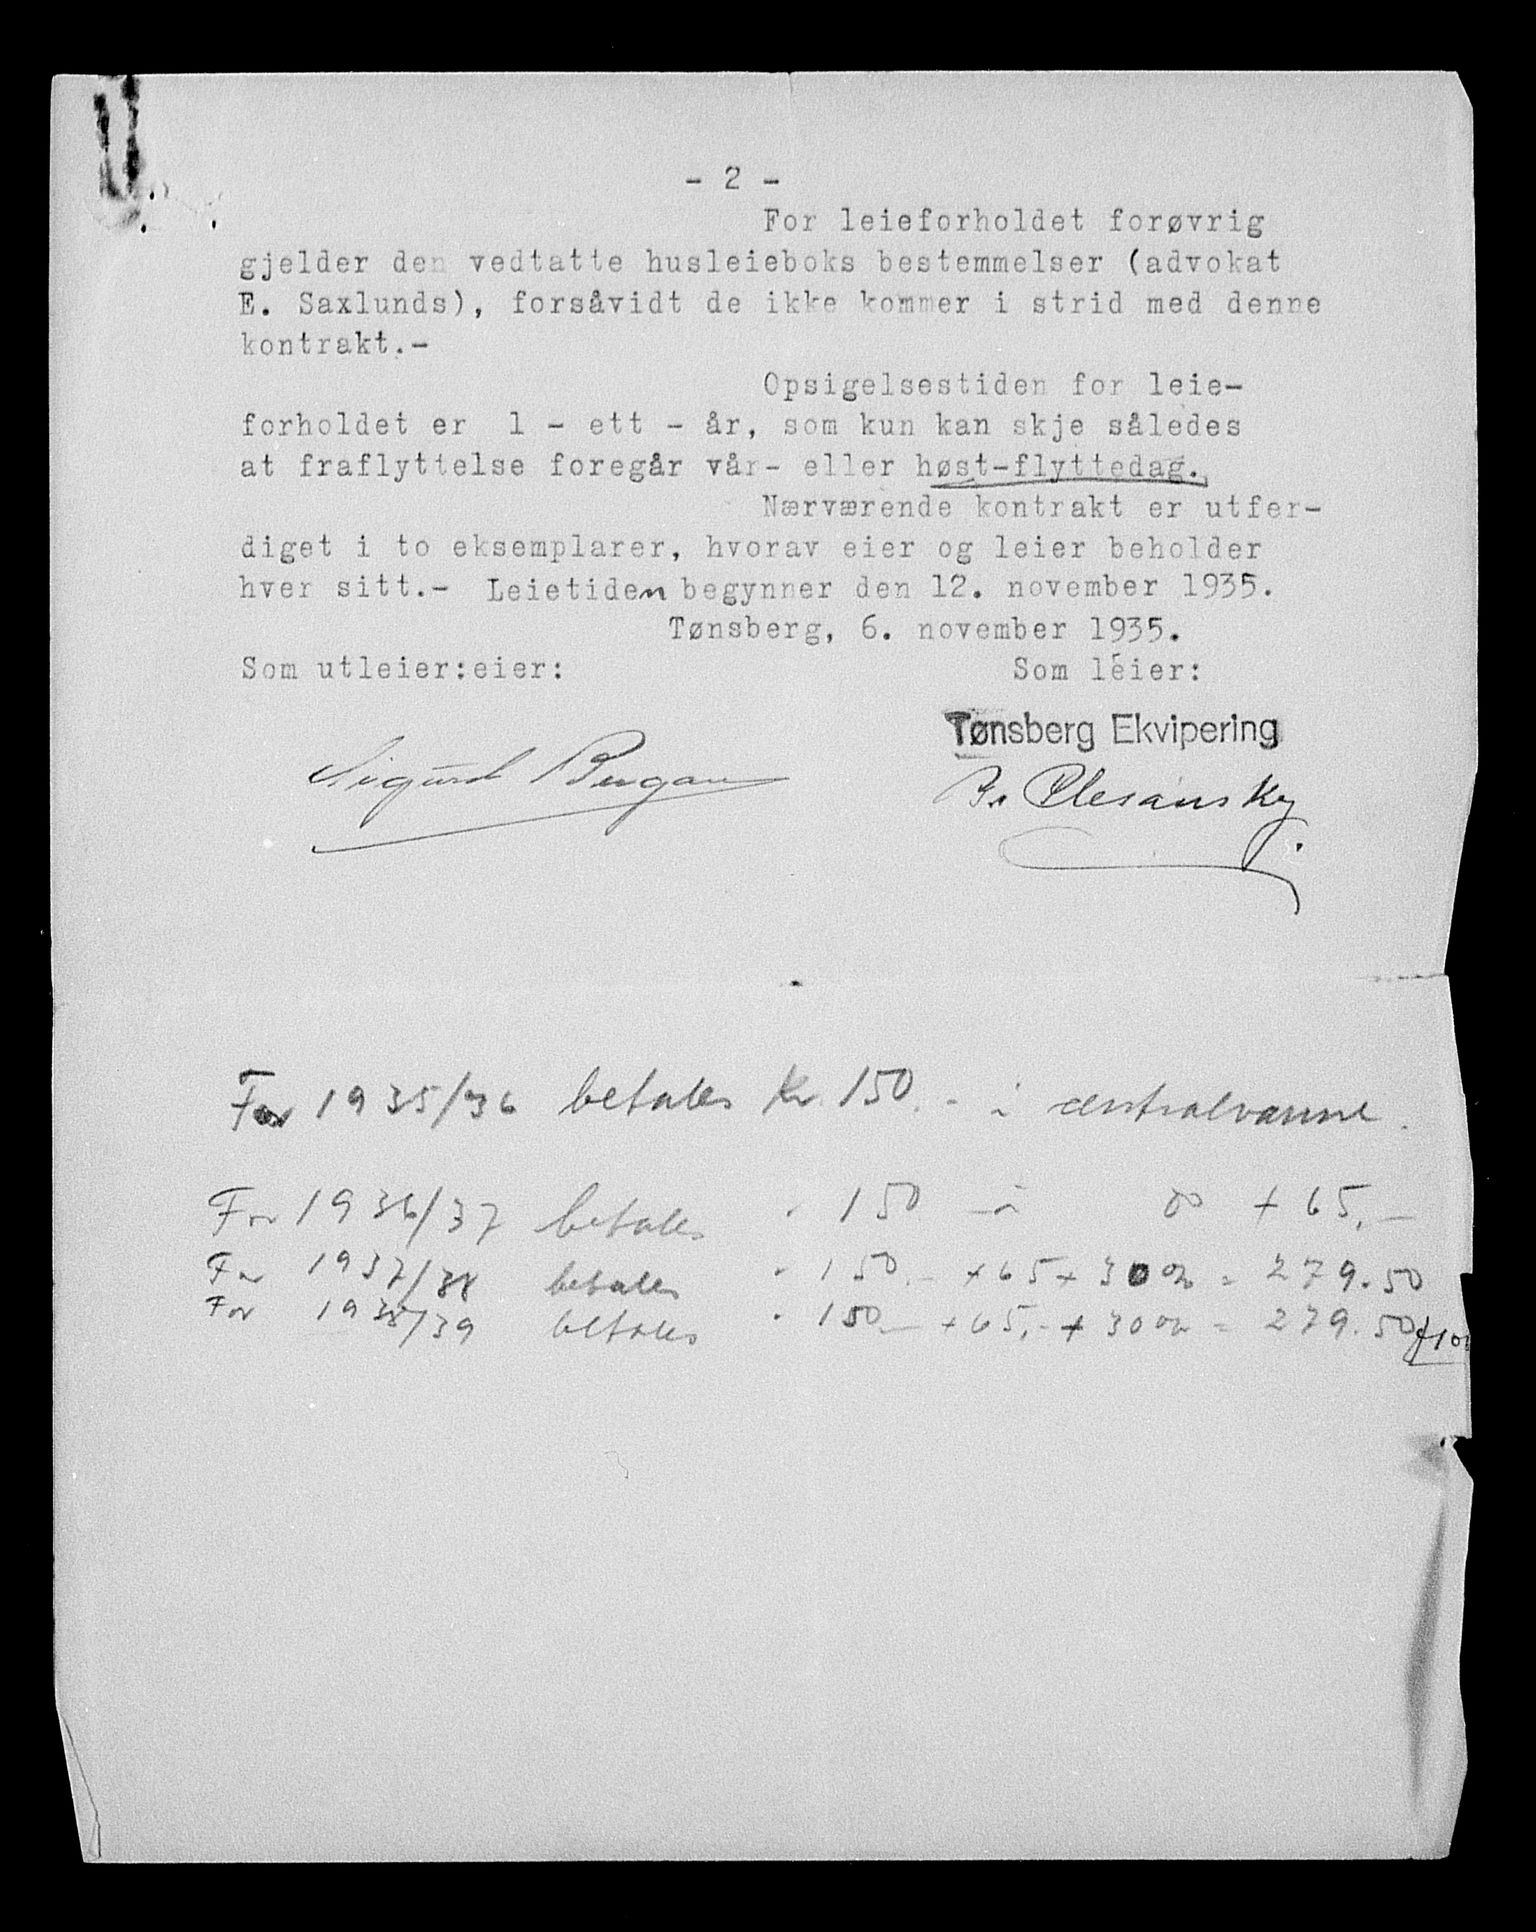 - 2 -
For leieforholdet forøvrig
gjelder den vedtatte husleieboks bestemmelser (advokat
E. Saxlunds), forsåvidt de ikke kommer i strid med denne
kontrakt.-
Opsigelsestiden for leie-
forholdet er 1 - ett - år, som kun kan skje således
at fraflyttelse foregår vår- eller høst-flyttedag.
Nærværende kontrakt er utfer-
diget i to eksemplarer, hvorav eier og leier beholder
hver sitt.- Leietiden begynner den 12. november 1935.
Tønsberg, 6. november 1935.
Som utleier:eier: Som leier:
Tønsberg Ekvipering
Sigurd Bergan
Plesansky
For 1935/36 betales Kr. 150.- i centralvarme.
For 1936/37 betales " 150 - + 65.-
For 1937/38 betales " 150.- + 65 + 30% = 279.50
For 1938/39 betales " 150.- + 65,- + 30% = 279.50